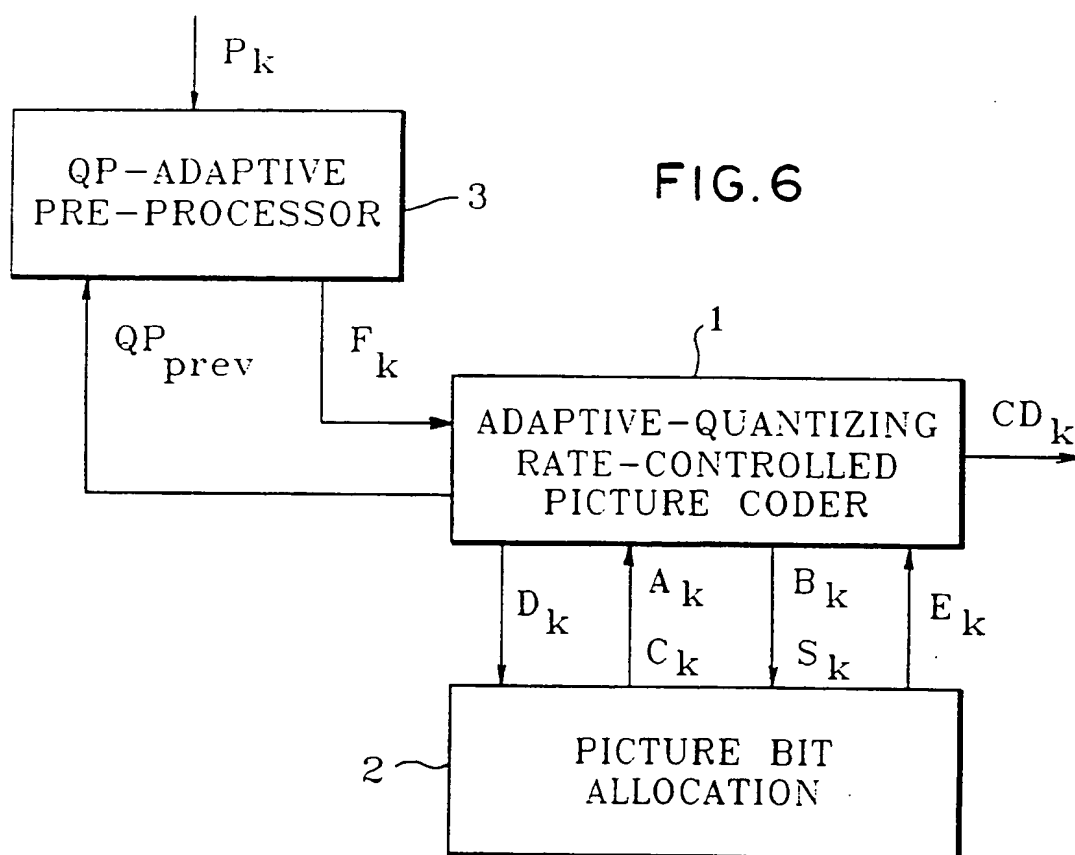 P_k
QP-ADAPTIVE
PRE-PROCESSOR
3
FIG.6
QP_prev
F_k
1
ADAPTIVE-QUANTIZING
RATE-CONTROLLED
PICTURE CODER
CD_k
D_k
A_k
C_k
B_k
S_k
E_k
2
PICTURE BIT
ALLOCATION